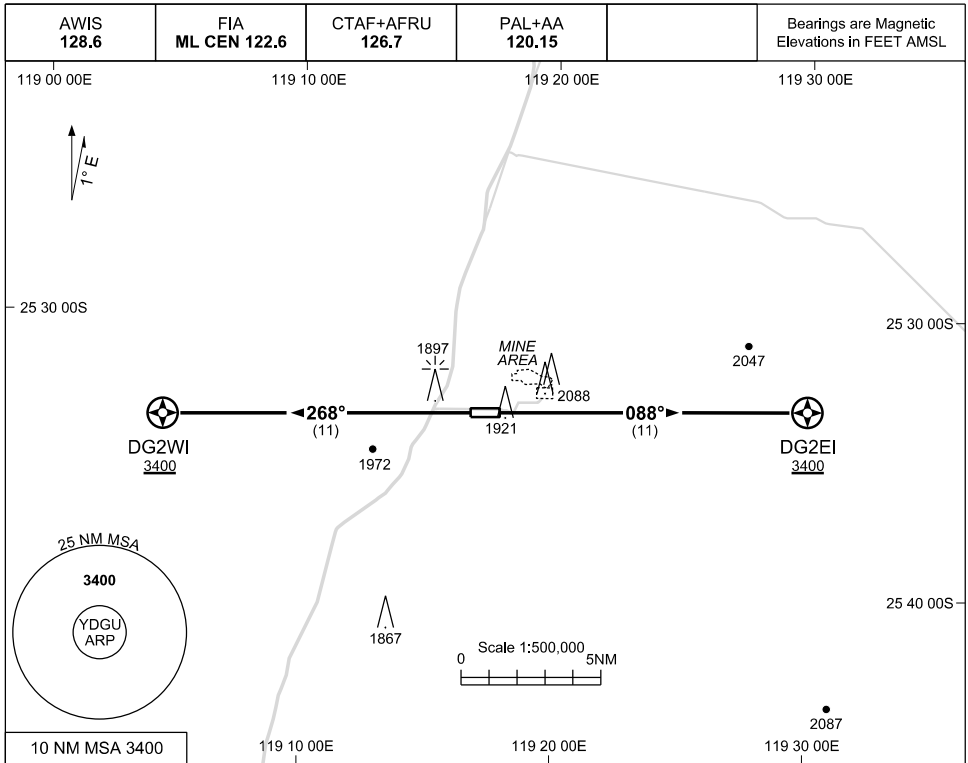 AWIS
128.6
FIA
ML CEN 122.6
CTAF+AFRU
126.7
PAL+AA
120.15
Bearings are Magnetic
Elevations in FEET AMSL
119 00 00E
119 10 00E
119 20 00E
119 30 00E
1° E
25 30 00S
25 30 00S
1897
MINE
AREA
2047
2088
268°
(11)
1921
088°
(11)
DG2WI
3400
DG2EI
3400
1972
25 NM MSA
3400
YDGU
ARP
25 40 00S
1867
Scale 1:500,000
0
5NM
2087
10 NM MSA 3400
119 10 00E
119 20 00E
119 30 00E